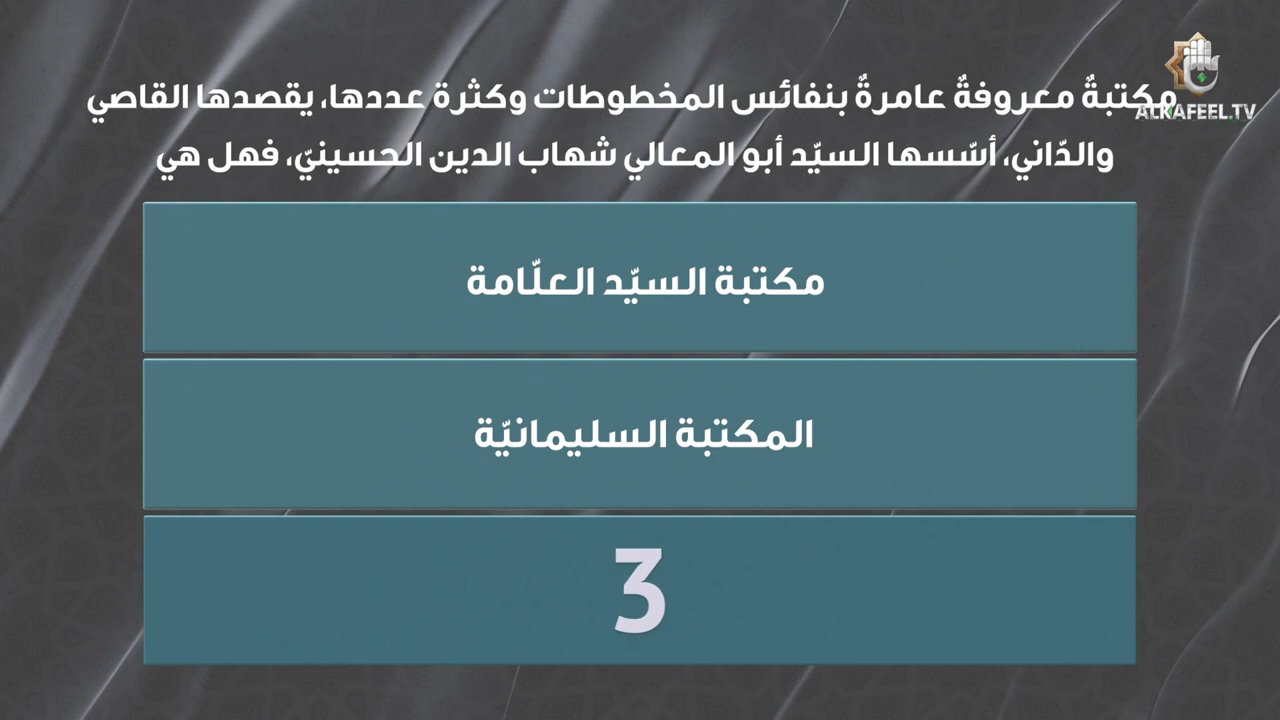 مكتبةٌ معروفةٌ عامرةٌ بنفائس المخطوطات وكثرة عددها، يقصدها القاصي
والدّاني، أسّسها السيّد أبو المعالي شهاب الدين الحسينيّ، فهل هي
مكتبة السيّد العلّامة
المكتبة السليمانيّة
3
ALKAFEEL.TV